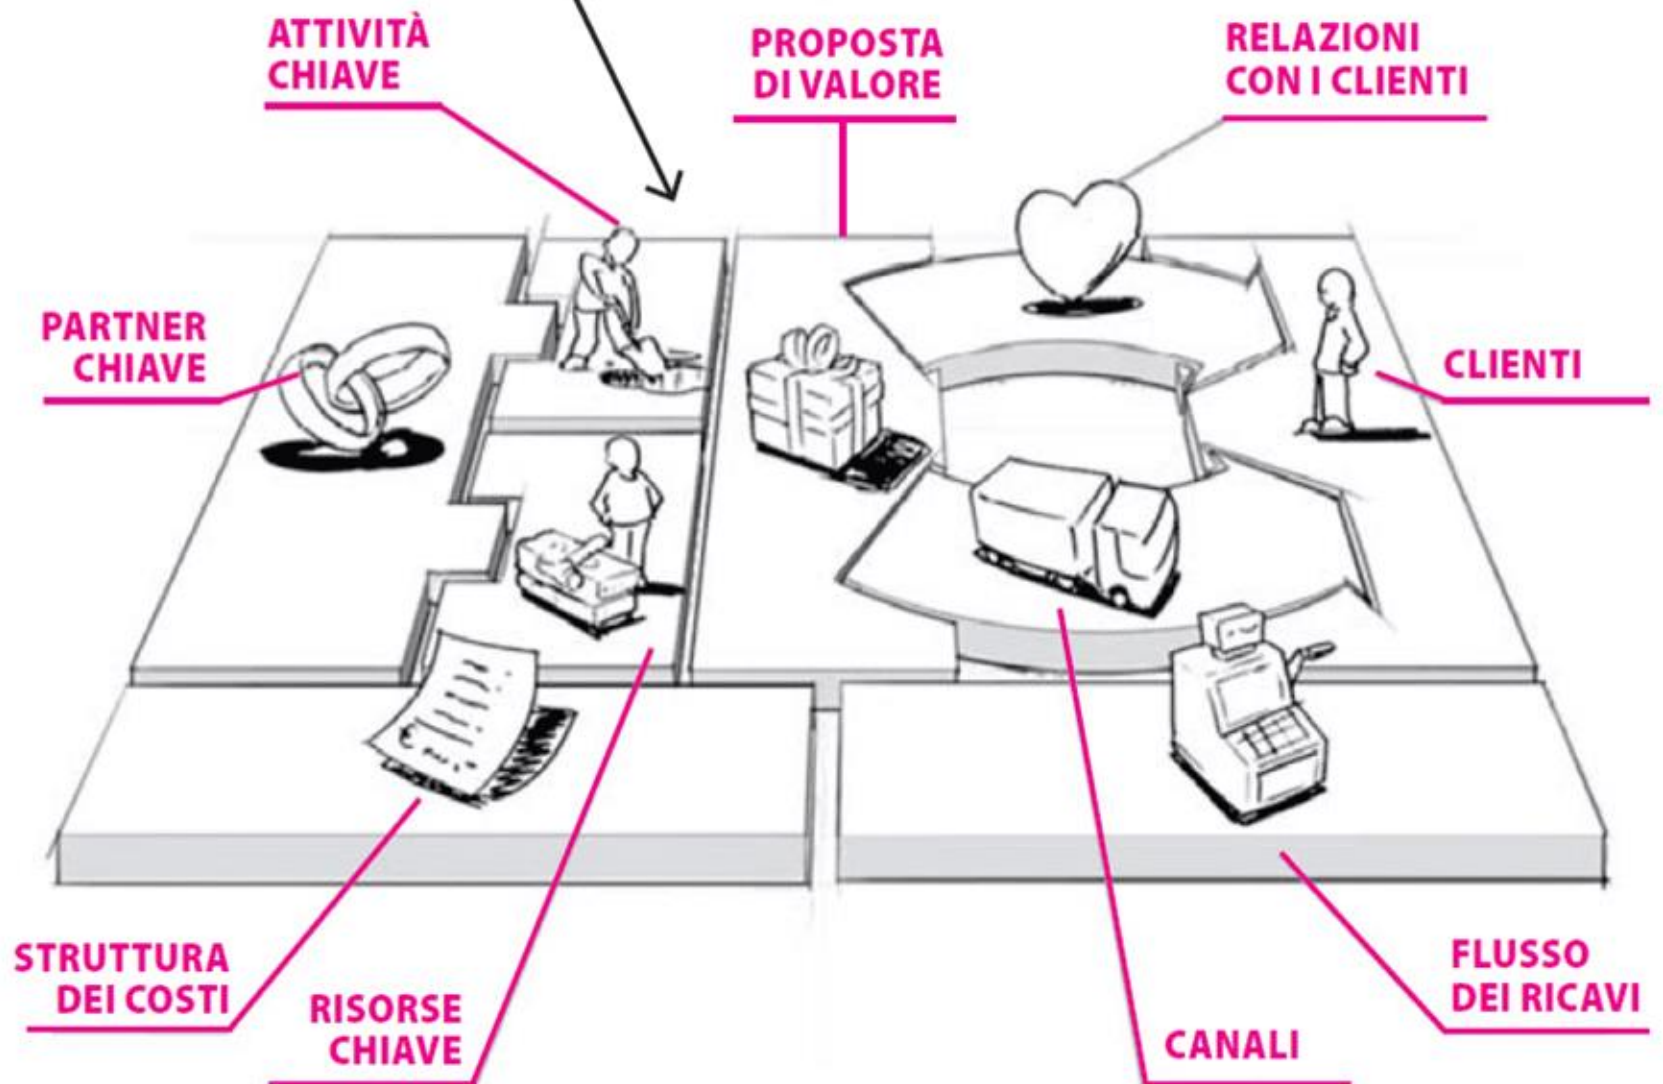 ATTIVITÀ
CHIAVE
PROPOSTA
DI VALORE
RELAZIONI
CON I CLIENTI
PARTNER
CHIAVE
CLIENTI
STRUTTURA
DEI COSTI
RISORSE
CHIAVE
CANALI
FLUSSO
DEI RICAVI